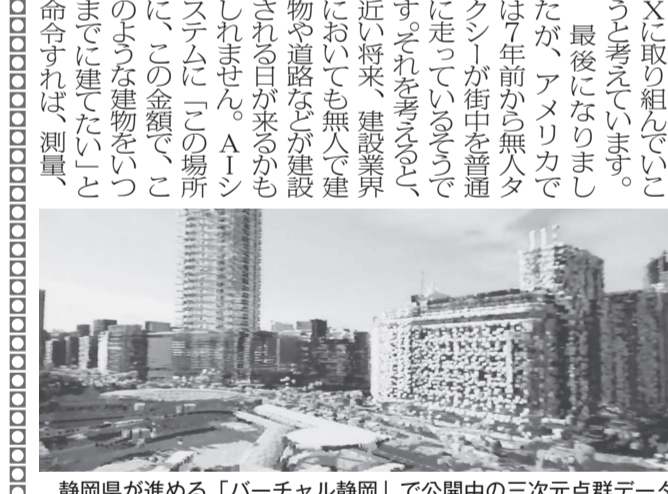 Xに取り組んでいこ
うと考えています。
最後になりまし
たが、アメリカで
は7年前から無人タ
クシーが街中を普通
に走っているそうで
す。それを考えると、
近い将来、建設業界
においても無人で建
物や道路などが建設
される日が来るかも
しれません。AIシ
ステムに「この場所
に、この金額で、こ
のような建物をいつ
までに建てたい」と
命令すれば、測量、
静岡県が進める「バーチャル静岡」で公開中の三次元点群データ